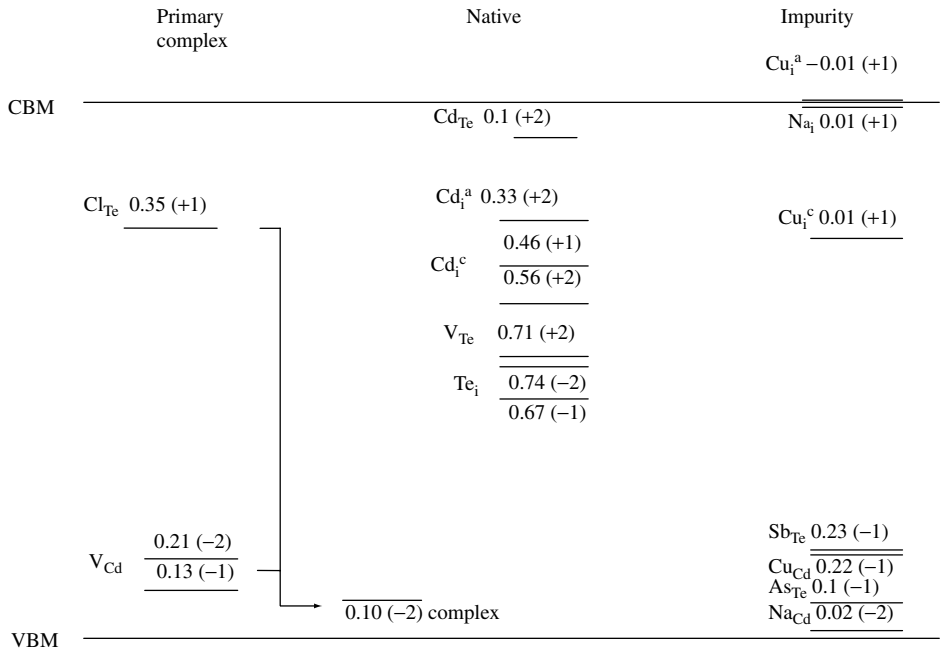 Primary
complex
Native
Impurity
Cu_i^a −0.01 (+1)
CBM
Cd_Te 0.1 (+2)
Na_i 0.01 (+1)
Cl_Te 0.35 (+1)
Cd_i^a 0.33 (+2)
Cu_i^c 0.01 (+1)
0.46 (+1)
Cd_i^c
0.56 (+2)
V_Te 0.71 (+2)
Te_i
0.74 (−2)
0.67 (−1)
Sb_Te 0.23 (−1)
0.21 (−2)
V_Cd
0.13 (−1)
Cu_Cd 0.22 (−1)
As_Te 0.1 (−1)
0.10 (−2) complex
Na_Cd 0.02 (−2)
VBM